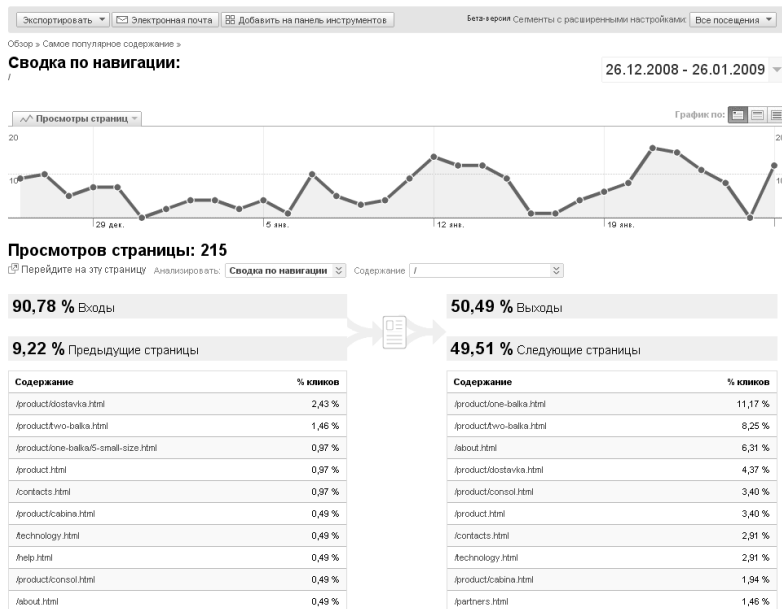 Экспортировать Электронная почта Добавить на панель инструментов Бета-версия Сегменты с расширенными настройками: Все посещения
Обзор » Самое популярное содержание »
Сводка по навигации:
/
26.12.2008 - 26.01.2009
Просмотры страниц График по:
20 20
10 10
29 дек. 5 янв. 12 янв. 19 янв.
Просмотров страницы: 215
Перейдите на эту страницу Анализировать: Сводка по навигации Содержание /
90,78 % Входы
9,22 % Предыдущие страницы
Содержание % кликов
/product/dostavka.html 2,43 %
/product/two-balka.html 1,46 %
/product/one-balka/5-small-size.html 0,97 %
/product.html 0,97 %
/contacts.html 0,97 %
/product/cabina.html 0,49 %
/technology.html 0,49 %
/help.html 0,49 %
/product/consol.html 0,49 %
/about.html 0,49 %
50,49 % Выходы
49,51 % Следующие страницы
Содержание % кликов
/product/one-balka.html 11,17 %
/product/two-balka.html 8,25 %
/about.html 6,31 %
/product/dostavka.html 4,37 %
/product/consol.html 3,40 %
/product.html 3,40 %
/contacts.html 2,91 %
/technology.html 2,91 %
/product/cabina.html 1,94 %
/partners.html 1,46 %